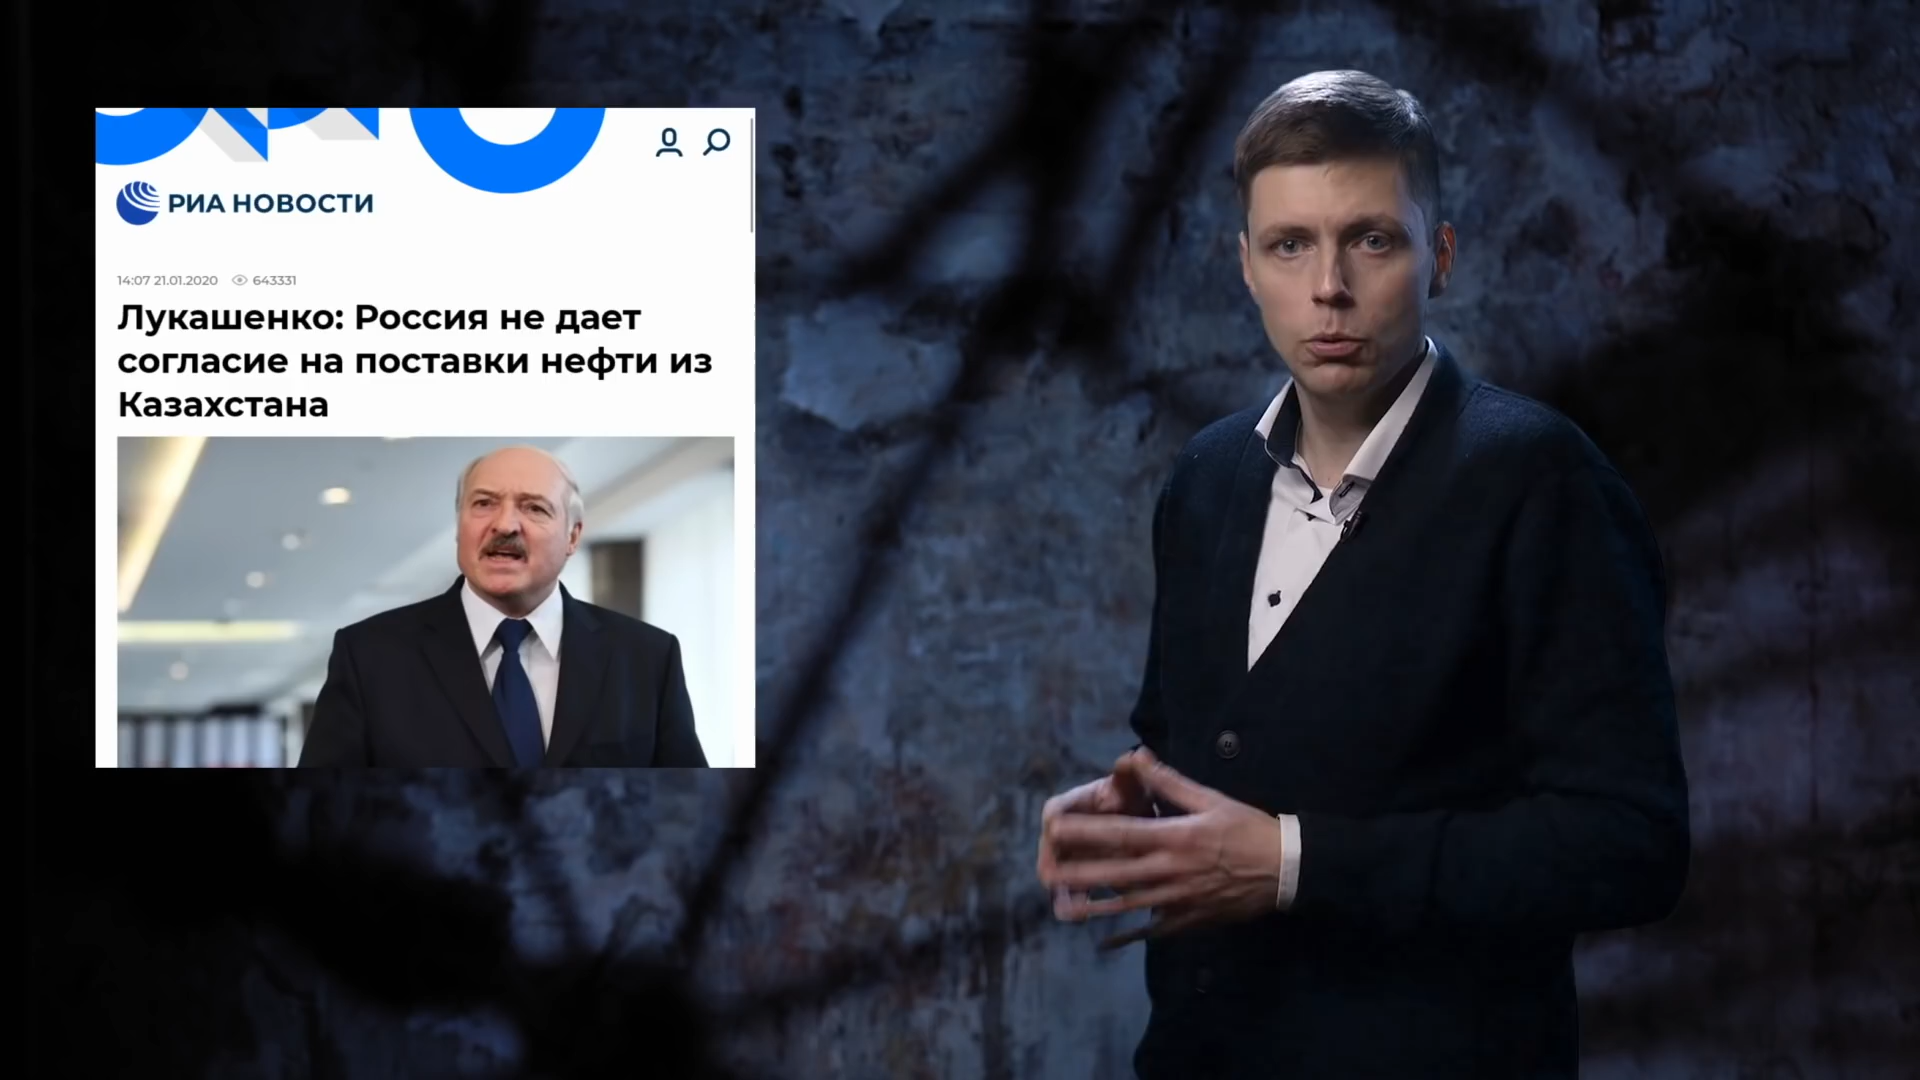 РИА НОВОСТИ
14:07 21.01.2020 643331
Лукашенко: Россия не дает
согласие на поставки нефти из
Казахстана